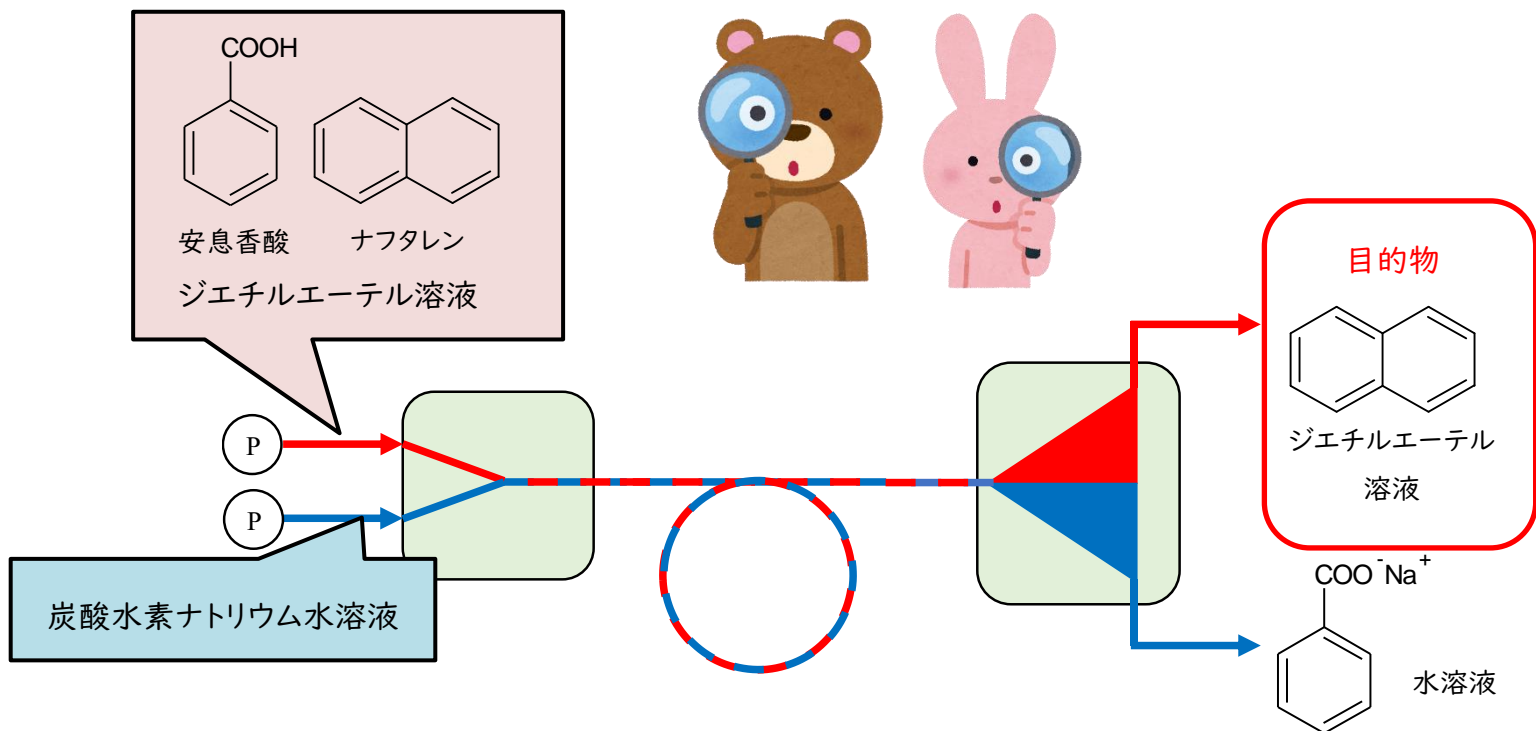 COOH
安息香酸
ナフタレン
ジエチルエーテル溶液
P
P
炭酸水素ナトリウム水溶液
目的物
ジエチルエーテル
溶液
COO⁻Na⁺
水溶液